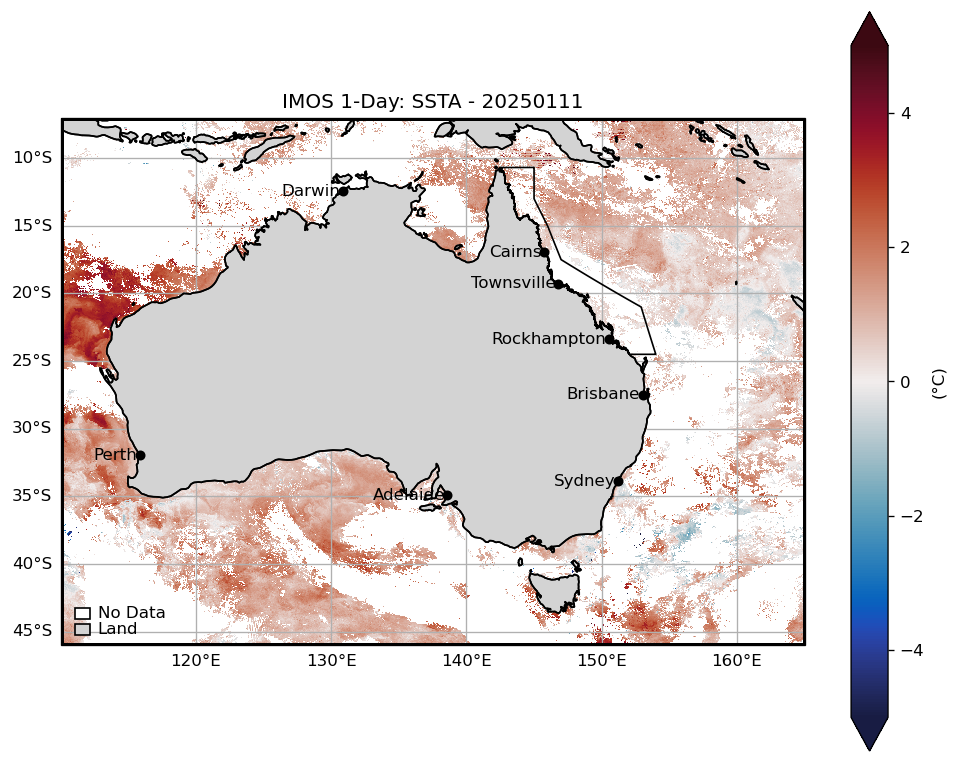 IMOS 1-Day: SSTA - 20250111
10°S
15°S
20°S
25°S
30°S
35°S
40°S
45°S
Darwin
Cairns
Townsville
Rockhampton
Brisbane
Perth
Sydney
Adelaide
No Data
Land
120°E 130°E 140°E 150°E 160°E
4
2
0
−2
−4
(°C)